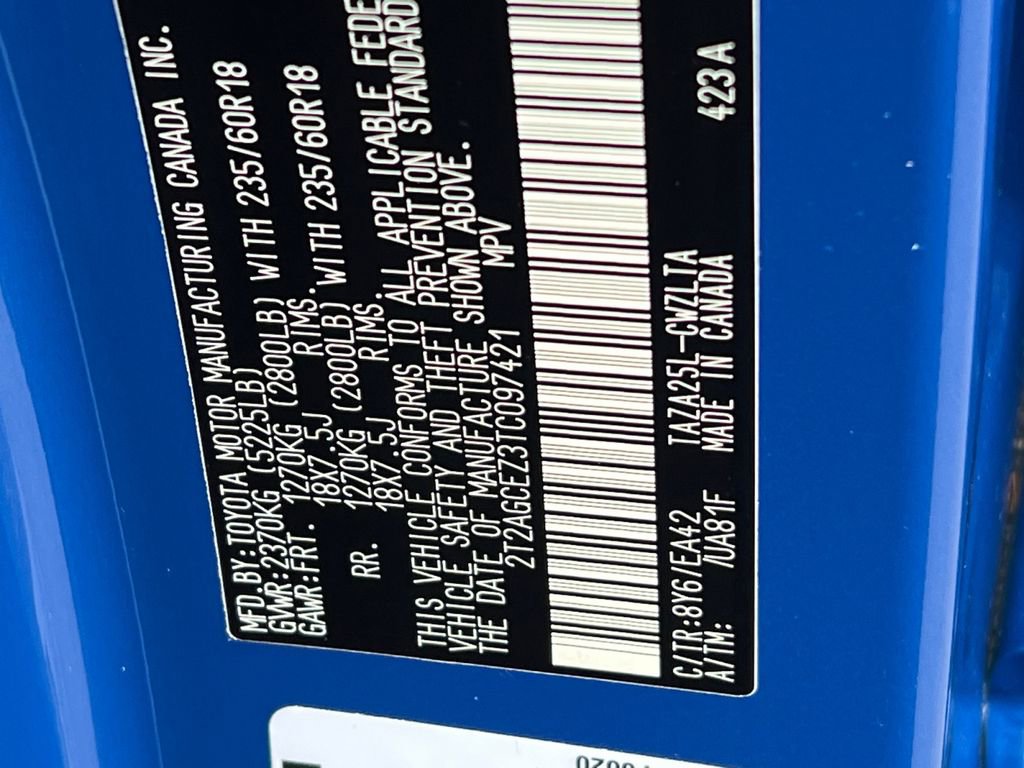 MFD.BY:TOYOTA MOTOR MANUFACTURING CANADA INC.
GVWR:2370KG (5225LB)
GAWR:FRT. 1270KG (2800LB) WITH 235/60R18
18X7.5J RIMS.
RR. 1270KG (2800LB) WITH 235/60R18
18X7.5J RIMS.
THIS VEHICLE CONFORMS TO ALL APPLICABLE FEDE
VEHICLE SAFETY AND THEFT PREVENTION STANDARD
THE DATE OF MANUFACTURE SHOWN ABOVE.
2T2AGCEZ3TC097421 MPV
C/TR:8Y6/EA42 TAZA25L-CWZLTA
A/TM: /UA81F MADE IN CANADA 423A